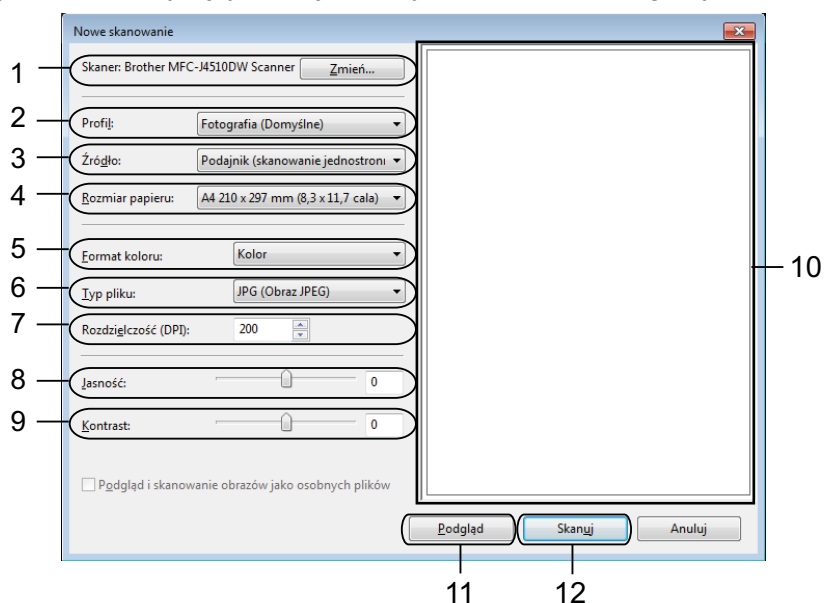 Nowe skanowanie
1 Skaner: Brother MFC-J4510DW Scanner Zmień...
2 Profil: Fotografia (Domyślne)
3 Źródło: Podajnik (skanowanie jednostron
4 Rozmiar papieru: A4 210 x 297 mm (8,3 x 11,7 cala)
5 Format koloru: Kolor
10
6 Typ pliku: JPG (Obraz JPEG)
7 Rozdzielczość (DPI): 200
8 Jasność: 0
9 Kontrast: 0
Podgląd i skanowanie obrazów jako osobnych plików
Podgląd Skanuj Anuluj
11 12